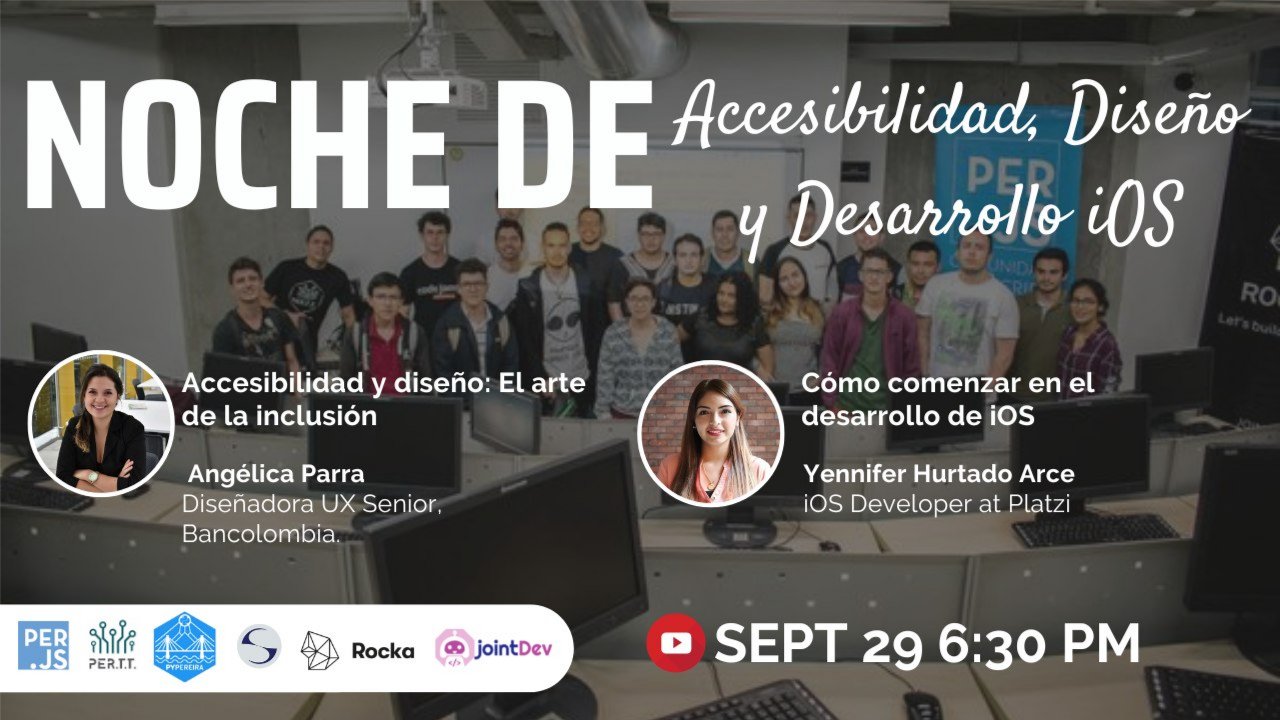 NOCHE DE
Accesibilidad, Diseño
y Desarrollo iOS
PER
Accesibilidad y diseño: El arte
de la inclusión
Angélica Parra
Diseñadora UX Senior,
Bancolombia.
Cómo comenzar en el
desarrollo de iOS
Yennifer Hurtado Arce
iOS Developer at Platzi
PER
.JS
PER.T.T.
PYPEREIRA
S
Rocka
jointDev
SEPT 29 6:30 PM